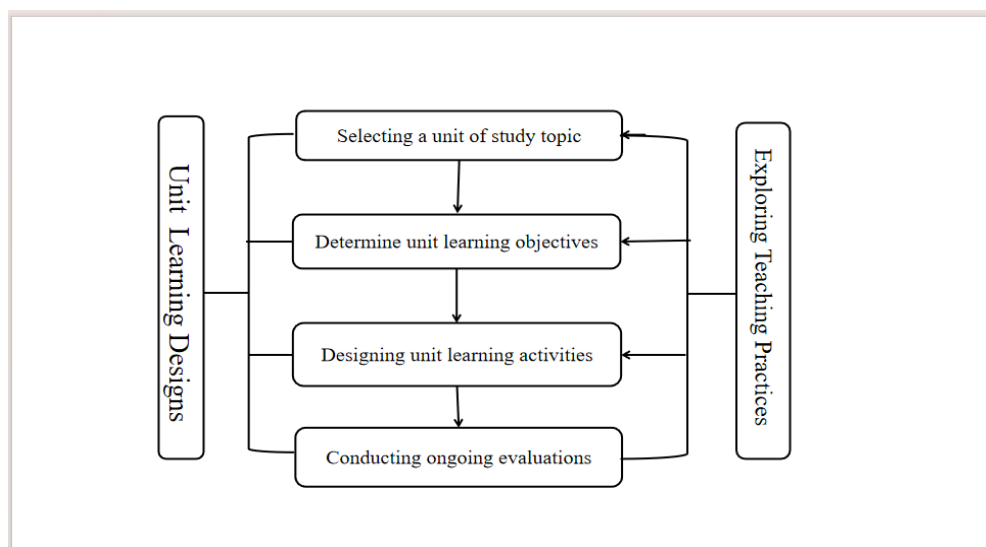 Unit Learning Designs
Selecting a unit of study topic
Determine unit learning objectives
Designing unit learning activities
Conducting ongoing evaluations
Exploring Teaching Practices